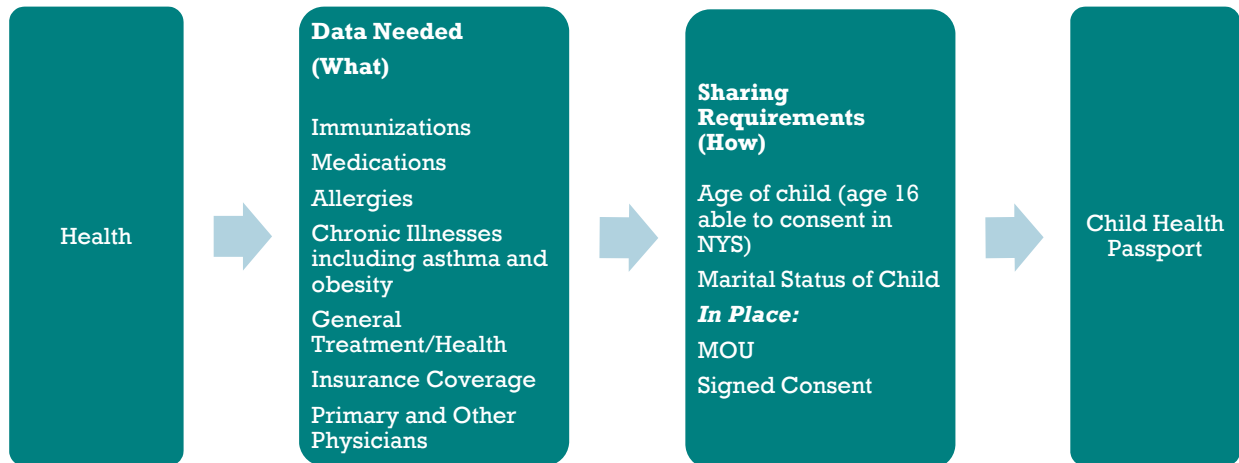 Health
Data Needed
(What)
Immunizations
Medications
Allergies
Chronic Illnesses
including asthma and
obesity
General
Treatment/Health
Insurance Coverage
Primary and Other
Physicians
Sharing
Requirements
(How)
Age of child (age 16
able to consent in
NYS)
Marital Status of Child
In Place:
MOU
Signed Consent
Child Health
Passport